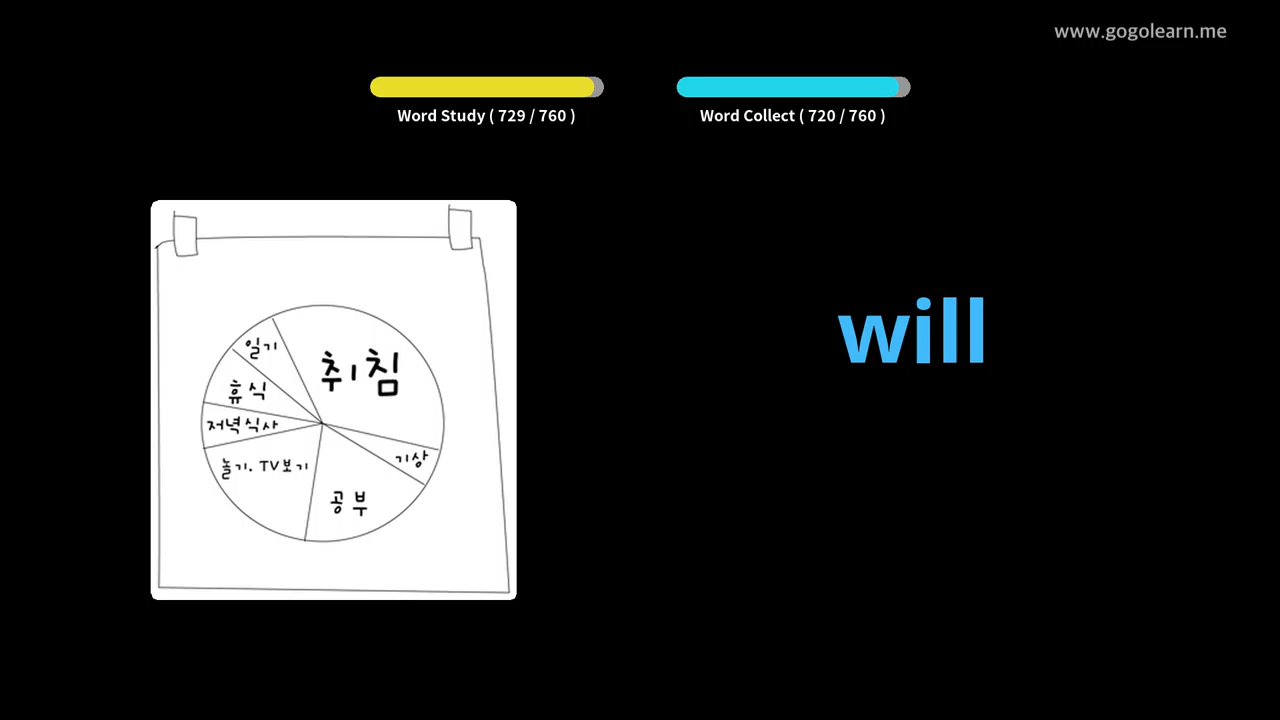 www.gogolearn.me
Word Study ( 729 / 760 )
Word Collect ( 720 / 760 )
will
일기
취침
휴식
저녁식사
놀기. TV보기
기상
공부